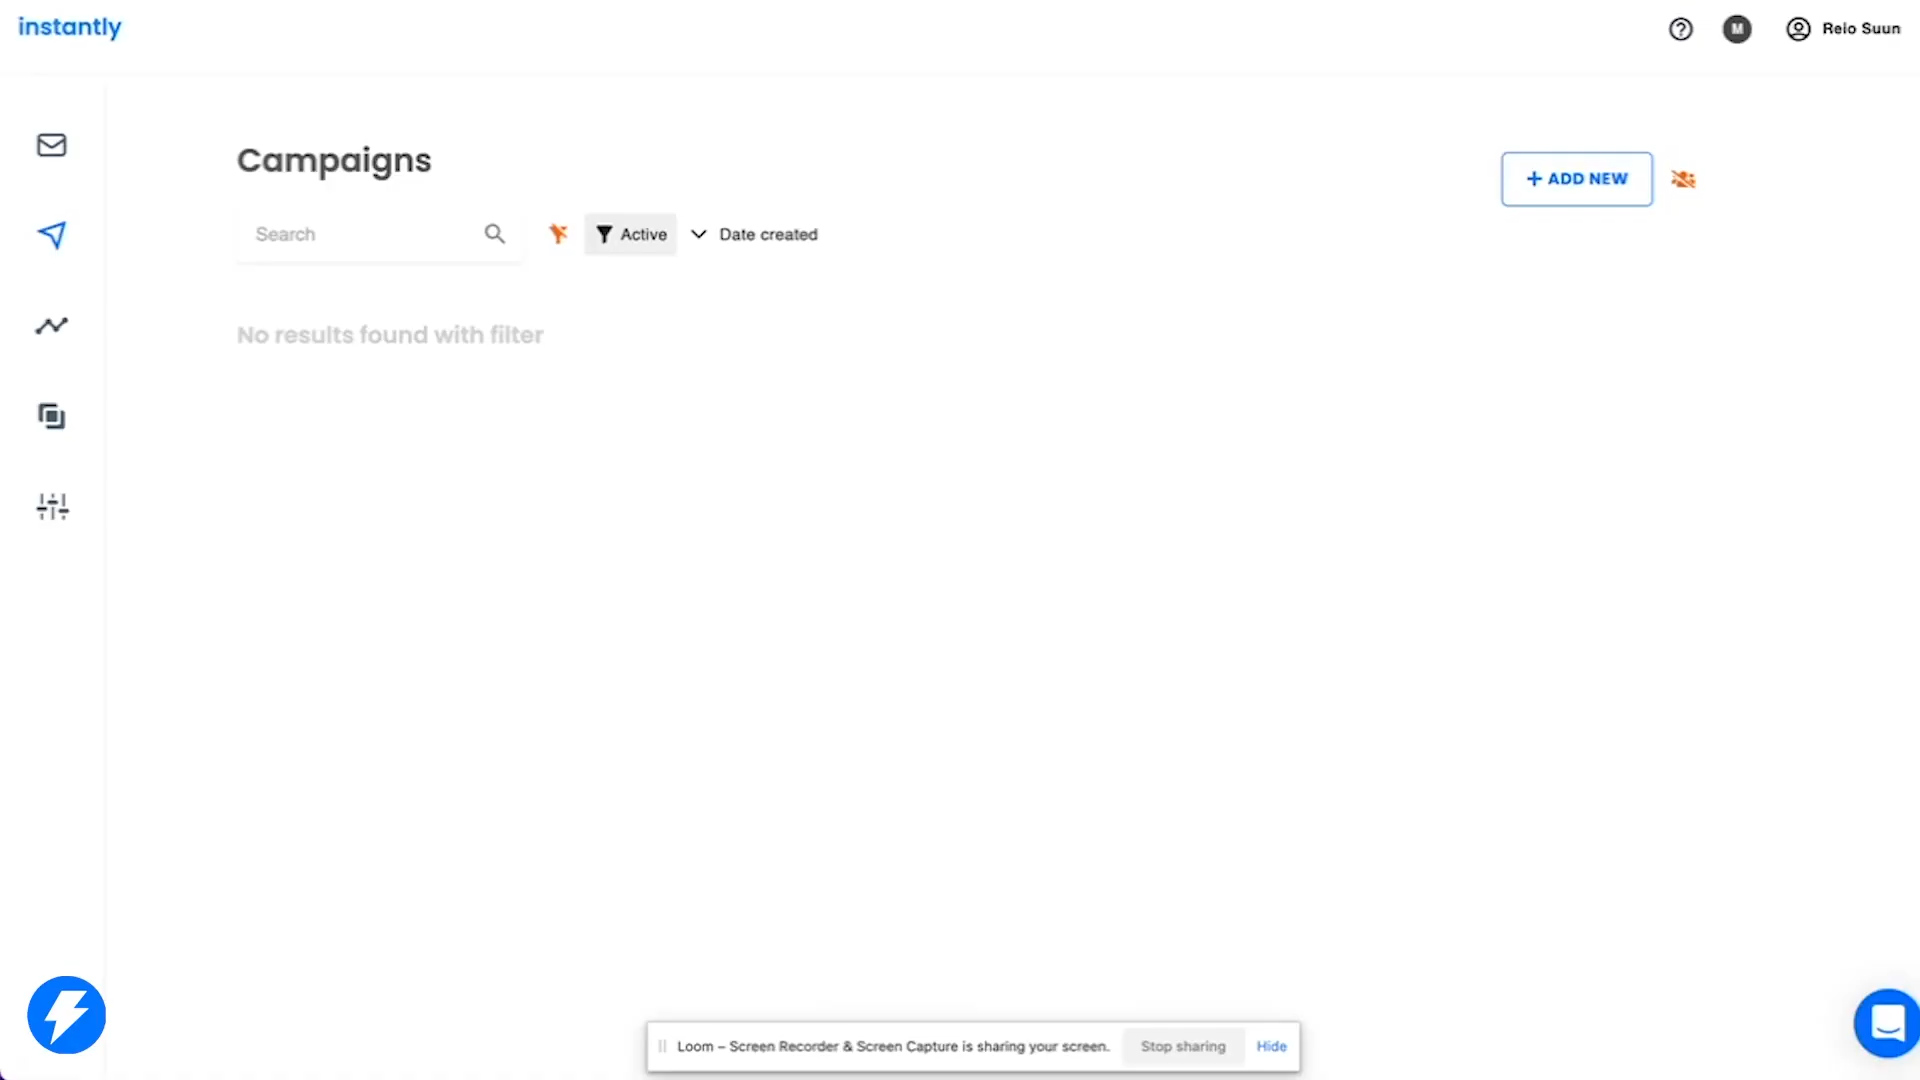 instantly
M
Reio Suun
Campaigns
+ ADD NEW
Search
Active
Date created
No results found with filter
Loom – Screen Recorder & Screen Capture is sharing your screen.
Stop sharing
Hide